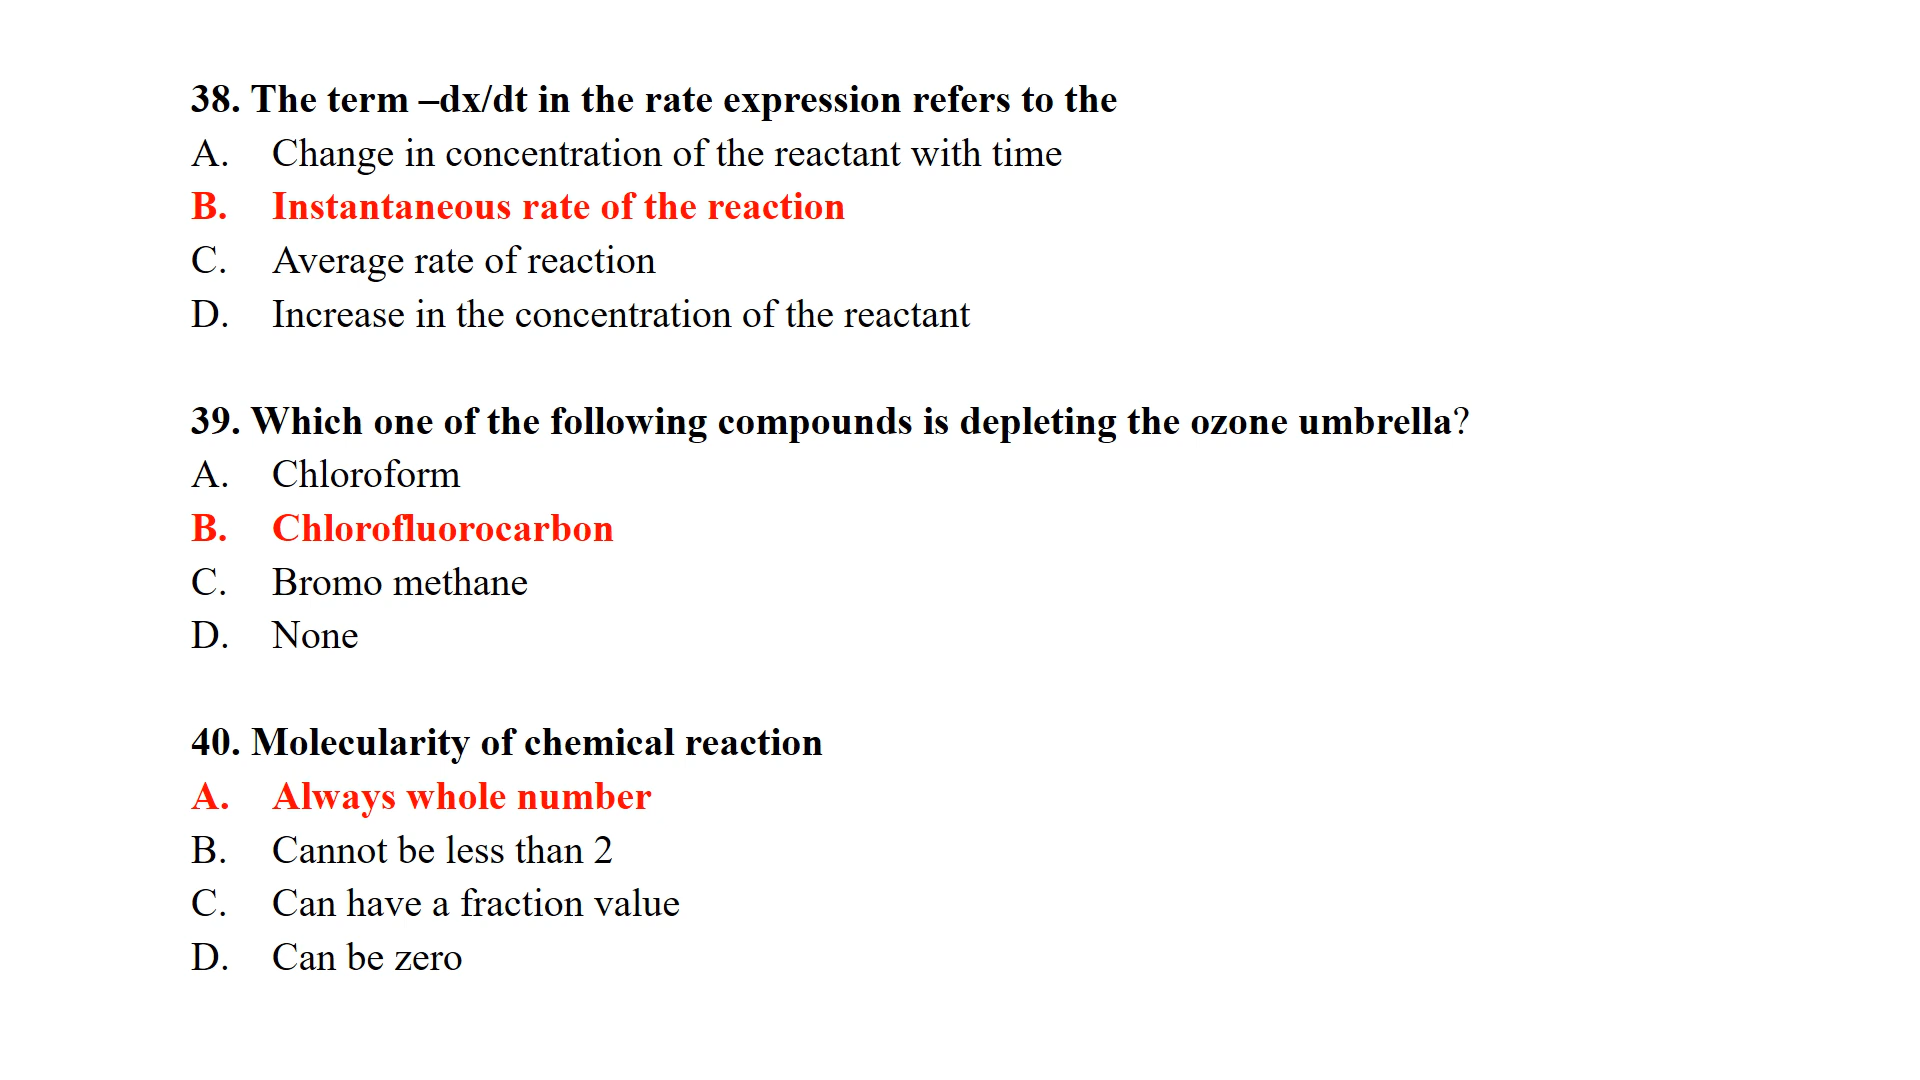 38. The term –dx/dt in the rate expression refers to the
A. Change in concentration of the reactant with time
B. Instantaneous rate of the reaction
C. Average rate of reaction
D. Increase in the concentration of the reactant
39. Which one of the following compounds is depleting the ozone umbrella?
A. Chloroform
B. Chlorofluorocarbon
C. Bromo methane
D. None
40. Molecularity of chemical reaction
A. Always whole number
B. Cannot be less than 2
C. Can have a fraction value
D. Can be zero